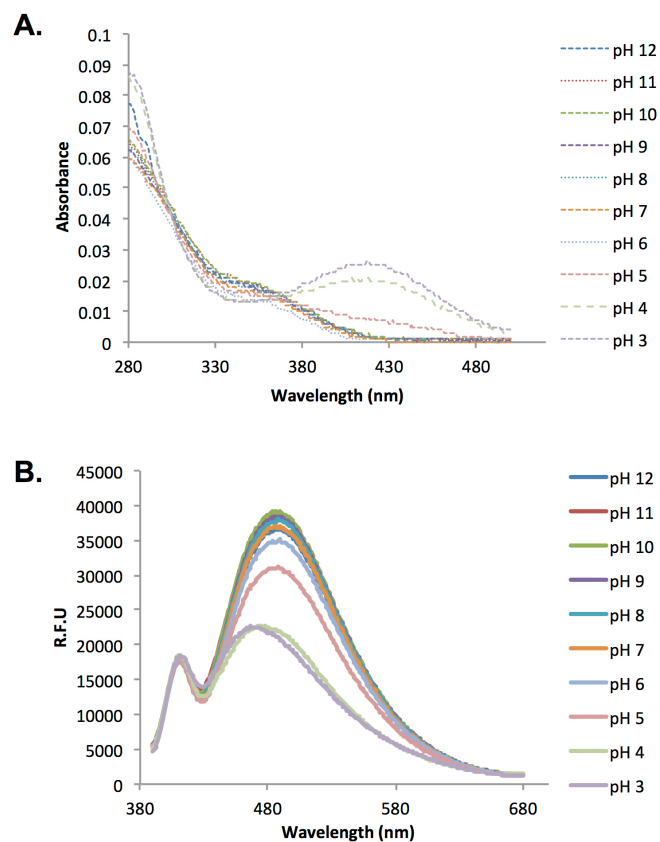 A.
0.1
0.09
0.08
0.07
0.06
0.05
0.04
0.03
0.02
0.01
0
Absorbance
280
330
380
430
480
Wavelength (nm)
pH 12
pH 11
pH 10
pH 9
pH 8
pH 7
pH 6
pH 5
pH 4
pH 3
B.
45000
40000
35000
30000
25000
20000
15000
10000
5000
0
R.F.U
380
480
580
680
Wavelength (nm)
pH 12
pH 11
pH 10
pH 9
pH 8
pH 7
pH 6
pH 5
pH 4
pH 3